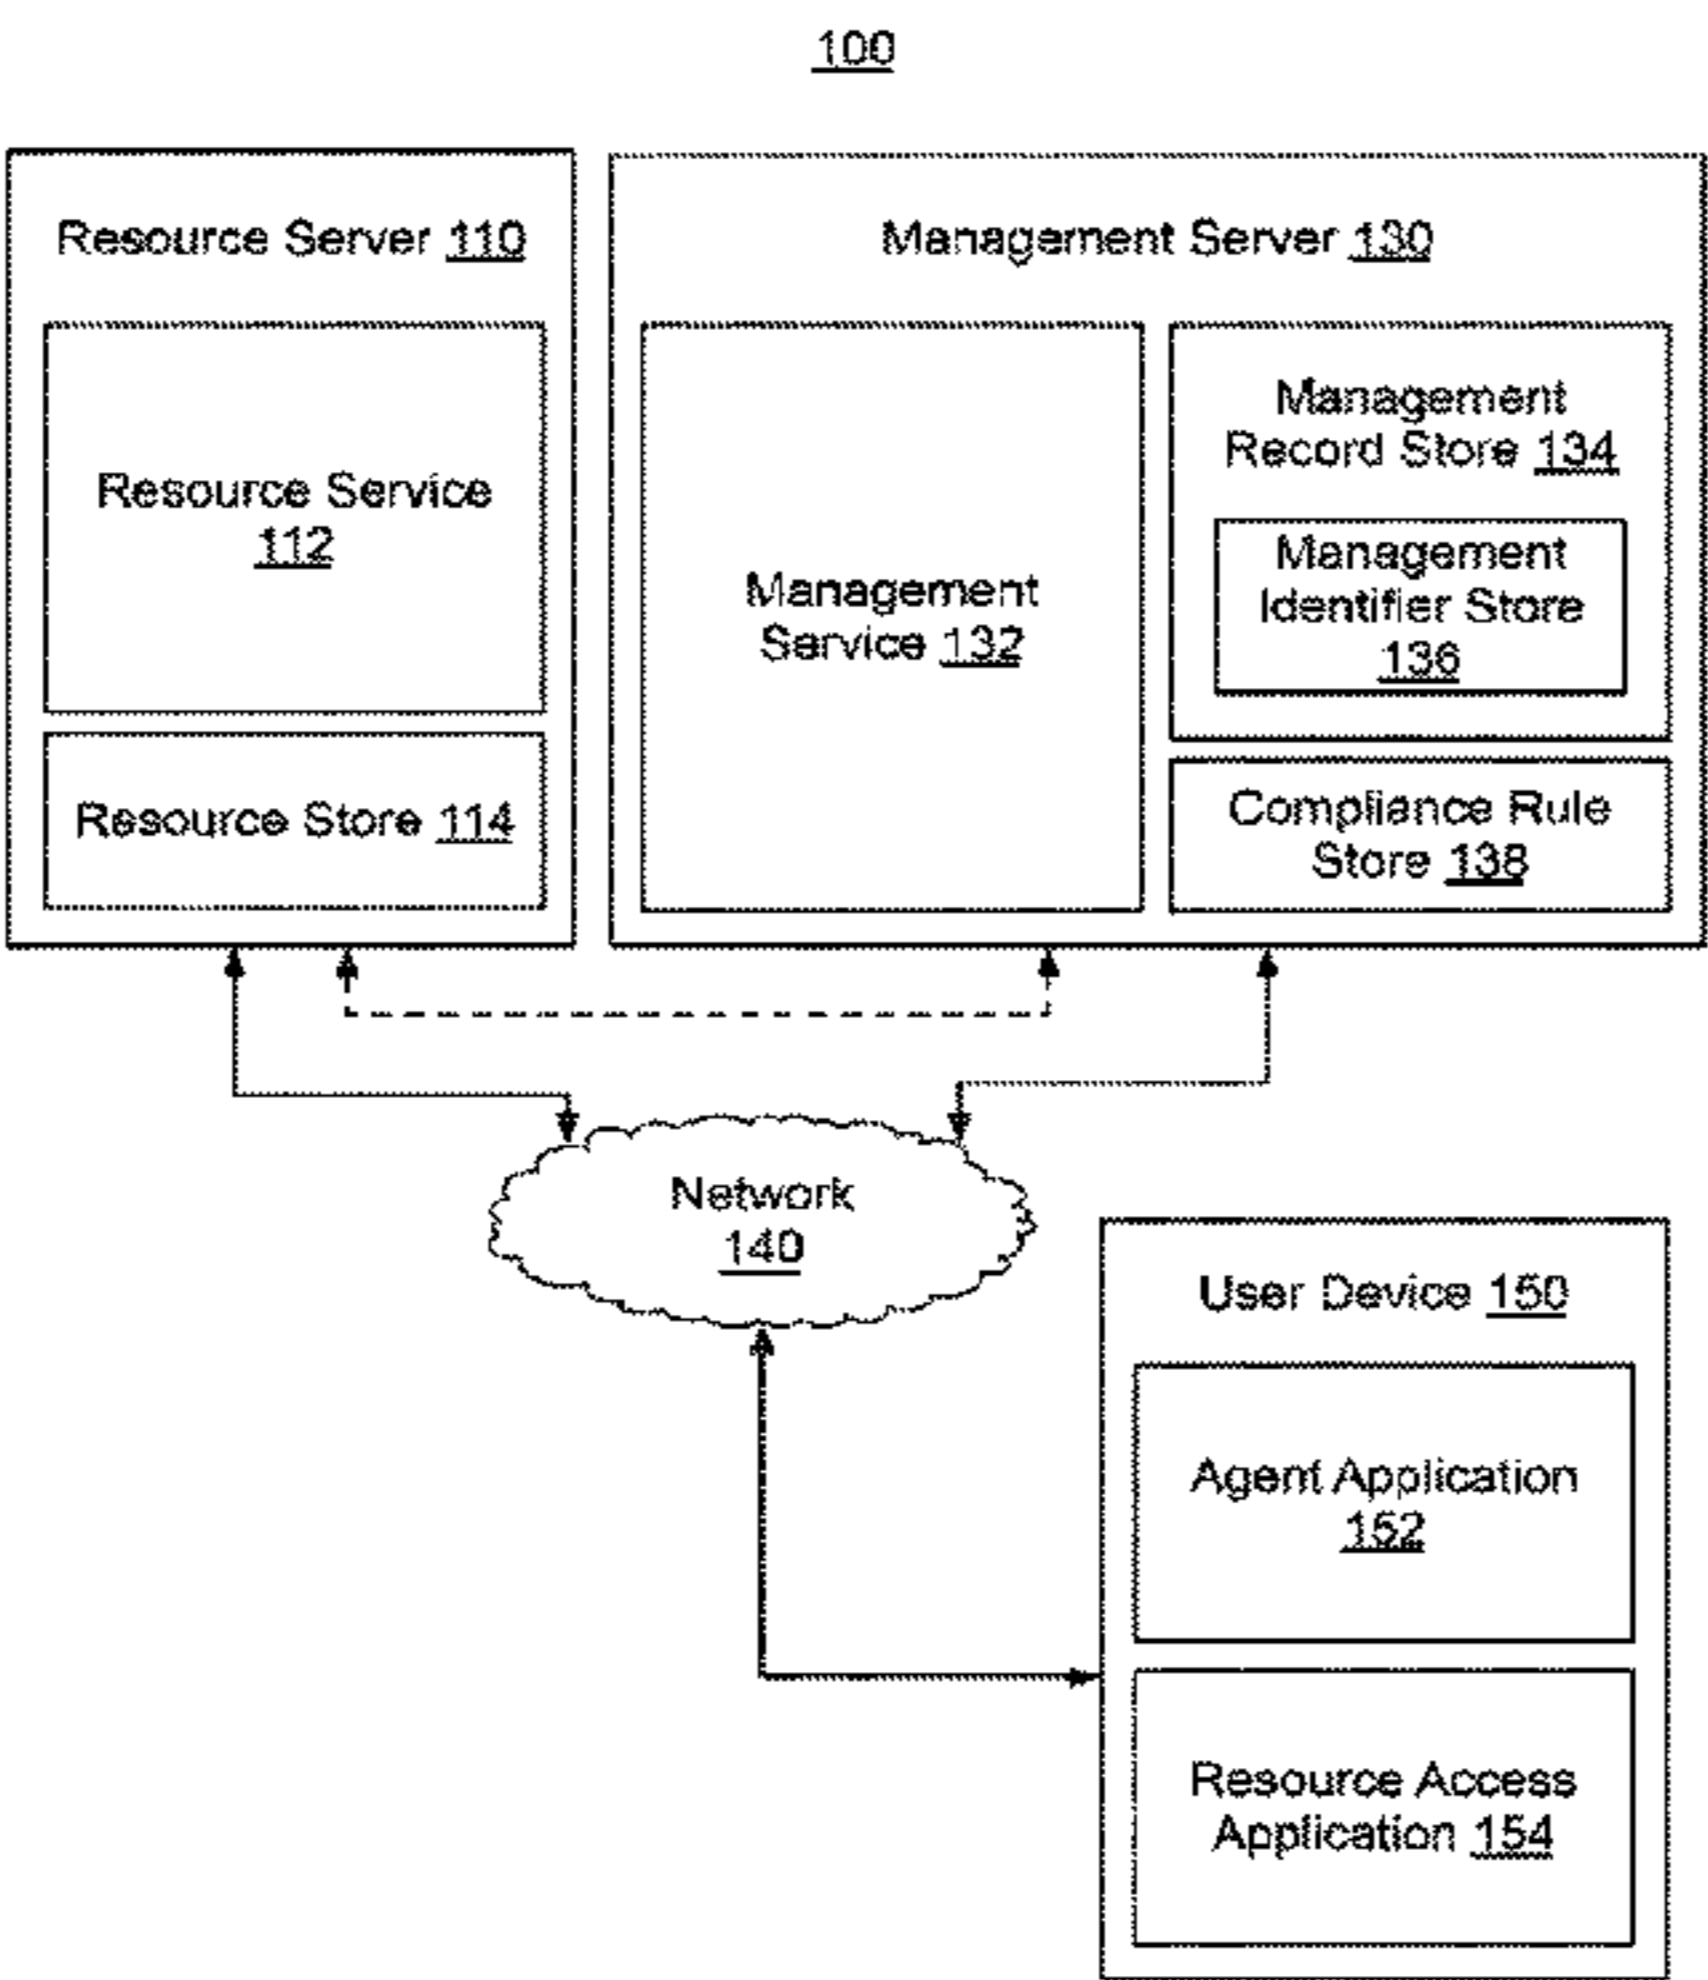 100
Resource Server 110
Resource Service
112
Resource Store 114
Management Server 130
Management
Service 132
Management
Record Store 134
Management
Identifier Store
136
Compliance Rule
Store 138
Network
140
User Device 150
Agent Application
152
Resource Access
Application 154